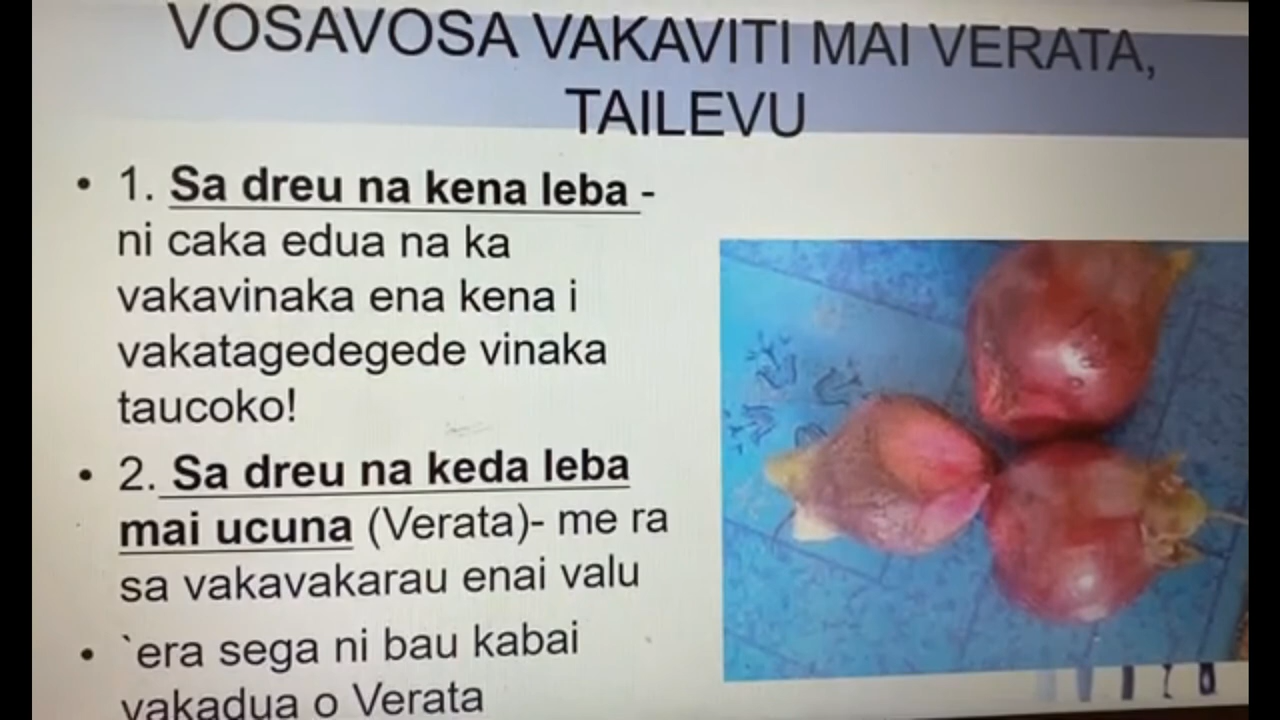 VOSAVOSA VAKAVITI MAI VERATA,
TAILEVU
• 1. Sa dreu na kena leba -
ni caka edua na ka
vakavinaka ena kena i
vakatagedegede vinaka
taucoko!
• 2. Sa dreu na keda leba
mai ucuna (Verata)- me ra
sa vakavakarau enai valu
• `era sega ni bau kabai
vakadua o Verata